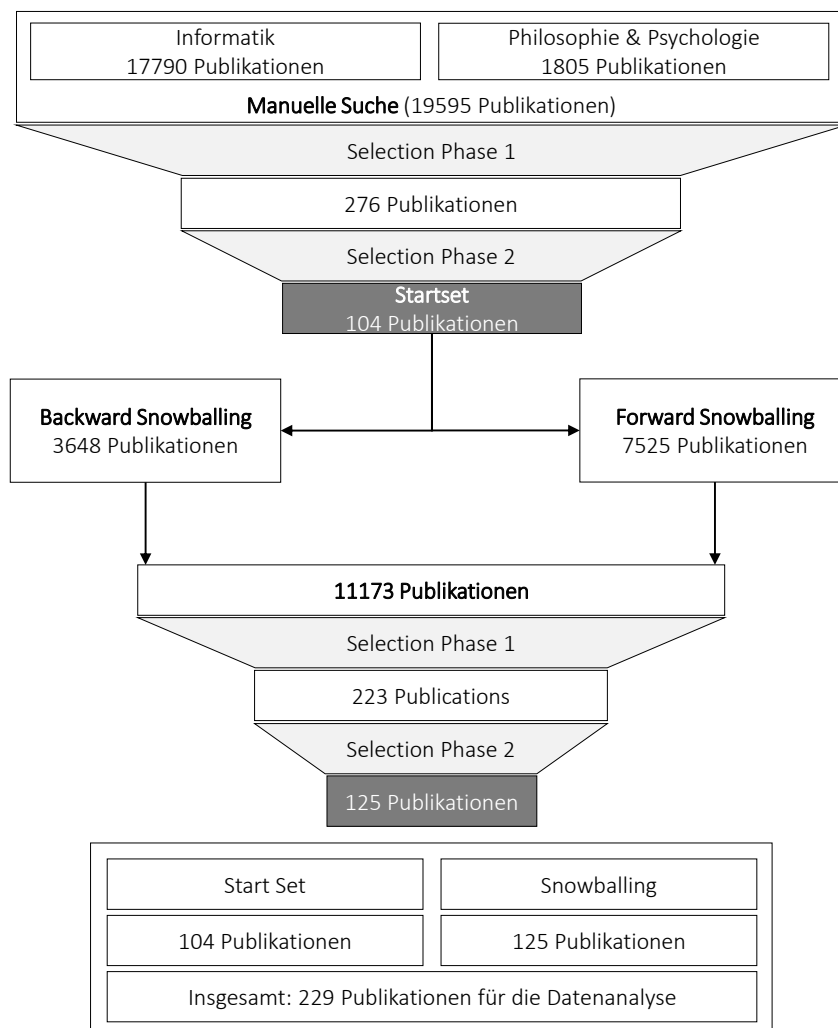 Informatik
17790 Publikationen
Philosophie & Psychologie
1805 Publikationen
Manuelle Suche (19595 Publikationen)
Selection Phase 1
276 Publikationen
Selection Phase 2
Startset
104 Publikationen
Backward Snowballing
3648 Publikationen
Forward Snowballing
7525 Publikationen
11173 Publikationen
Selection Phase 1
223 Publications
Selection Phase 2
125 Publikationen
Start Set
Snowballing
104 Publikationen
125 Publikationen
Insgesamt: 229 Publikationen für die Datenanalyse